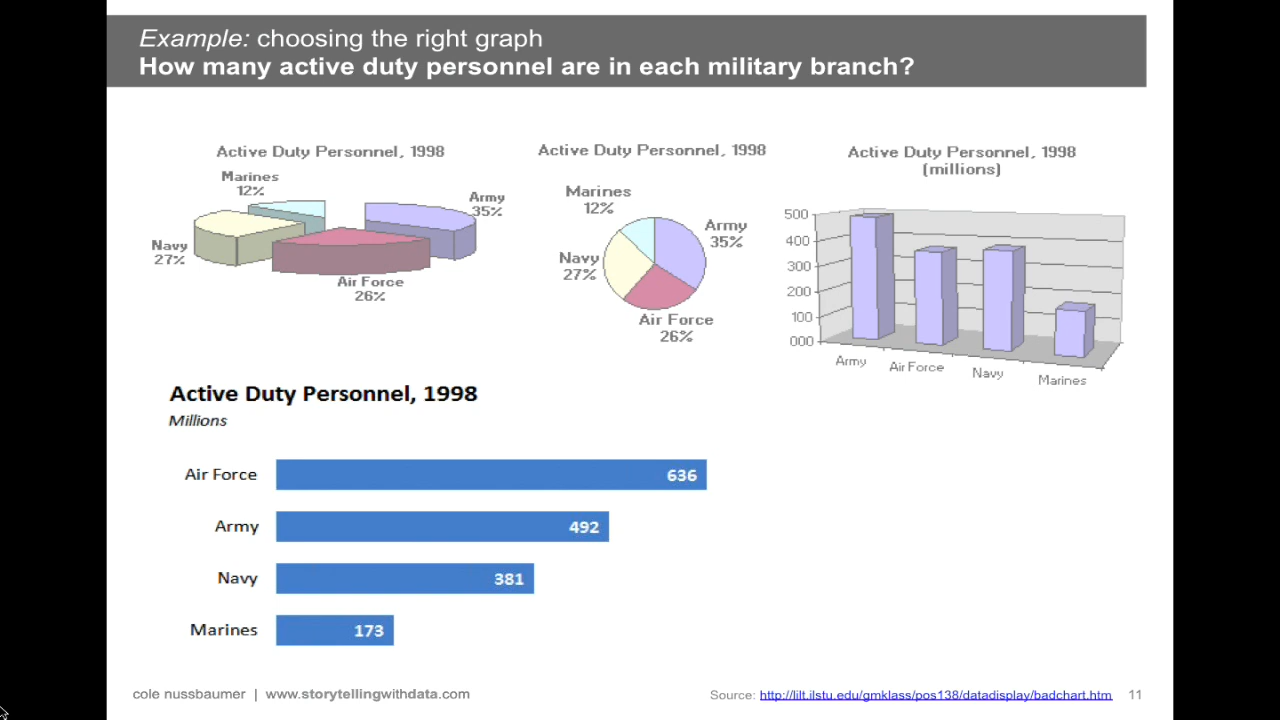 Example: choosing the right graph
How many active duty personnel are in each military branch?
Active Duty Personnel, 1998
Marines
12%
Army
35%
Navy
27%
Air Force
26%
Active Duty Personnel, 1998
Marines
12%
Army
35%
Navy
27%
Air Force
26%
Active Duty Personnel, 1998
(millions)
500
400
300
200
100
000
Army
Air Force
Navy
Marines
Active Duty Personnel, 1998
Millions
Air Force 636
Army 492
Navy 381
Marines 173
cole nussbaumer | www.storytellingwithdata.com
Source: http://lilt.ilstu.edu/gmklass/pos138/datadisplay/badchart.htm 11